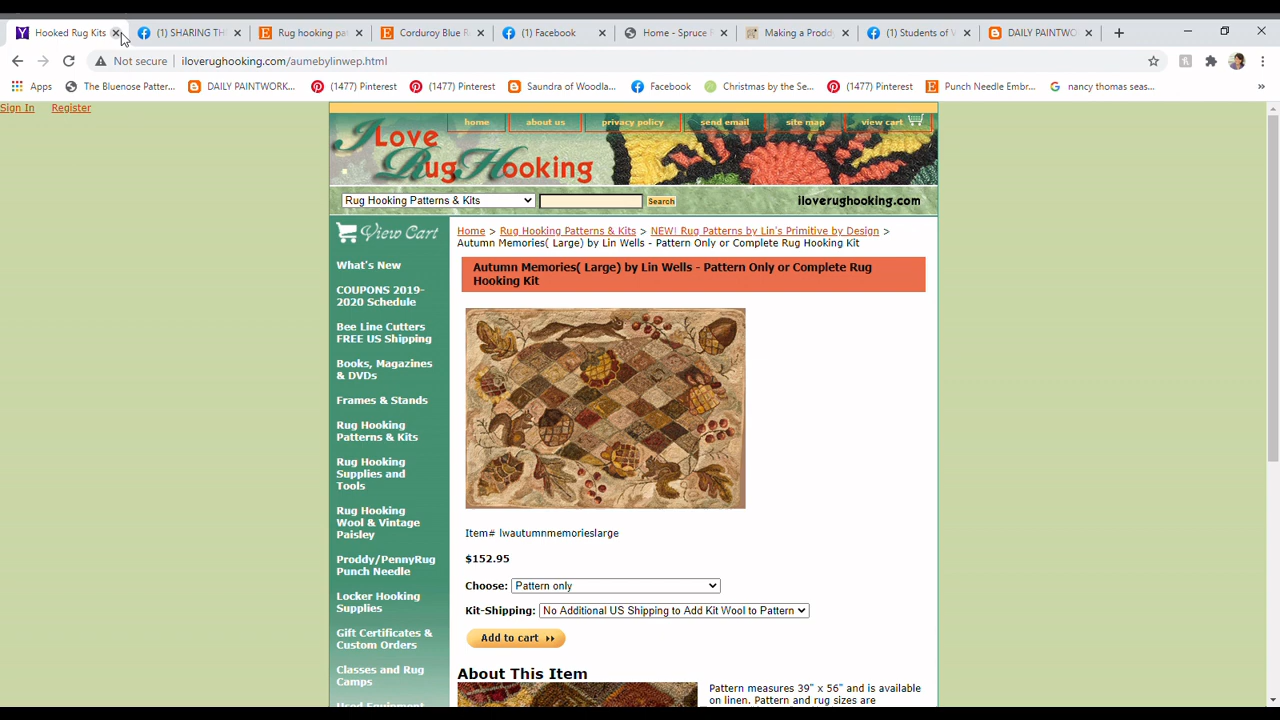 Hooked Rug Kits
(1) SHARING TH
Rug hooking pa
Corduroy Blue R
(1) Facebook
Home - Spruce F
Making a Prodd
(1) Students of V
DAILY PAINTWO
Not secure
iloverughooking.com/aumebylinwep.html
Apps
The Bluenose Patter...
DAILY PAINTWORK...
(1477) Pinterest
(1477) Pinterest
Saundra of Woodla...
Facebook
Christmas by the Se...
(1477) Pinterest
Punch Needle Embr...
nancy thomas seas...
Sign In
Register
home
about us
privacy policy
send email
site map
view cart
I Love
Rug Hooking
Rug Hooking Patterns & Kits
Search
iloverughooking.com
View Cart
What's New
COUPONS 2019-
2020 Schedule
Bee Line Cutters
FREE US Shipping
Books, Magazines
& DVDs
Frames & Stands
Rug Hooking
Patterns & Kits
Rug Hooking
Supplies and
Tools
Rug Hooking
Wool & Vintage
Paisley
Proddy/PennyRug
Punch Needle
Locker Hooking
Supplies
Gift Certificates &
Custom Orders
Classes and Rug
Camps
Used Equipment
Home > Rug Hooking Patterns & Kits > NEW! Rug Patterns by Lin's Primitive by Design >
Autumn Memories( Large) by Lin Wells - Pattern Only or Complete Rug Hooking Kit
Autumn Memories( Large) by Lin Wells - Pattern Only or Complete Rug
Hooking Kit
Item# lwautumnmemorieslarge
$152.95
Choose: Pattern only
Kit-Shipping: No Additional US Shipping to Add Kit Wool to Pattern
Add to cart
About This Item
Pattern measures 39" x 56" and is available
on linen. Pattern and rug sizes are